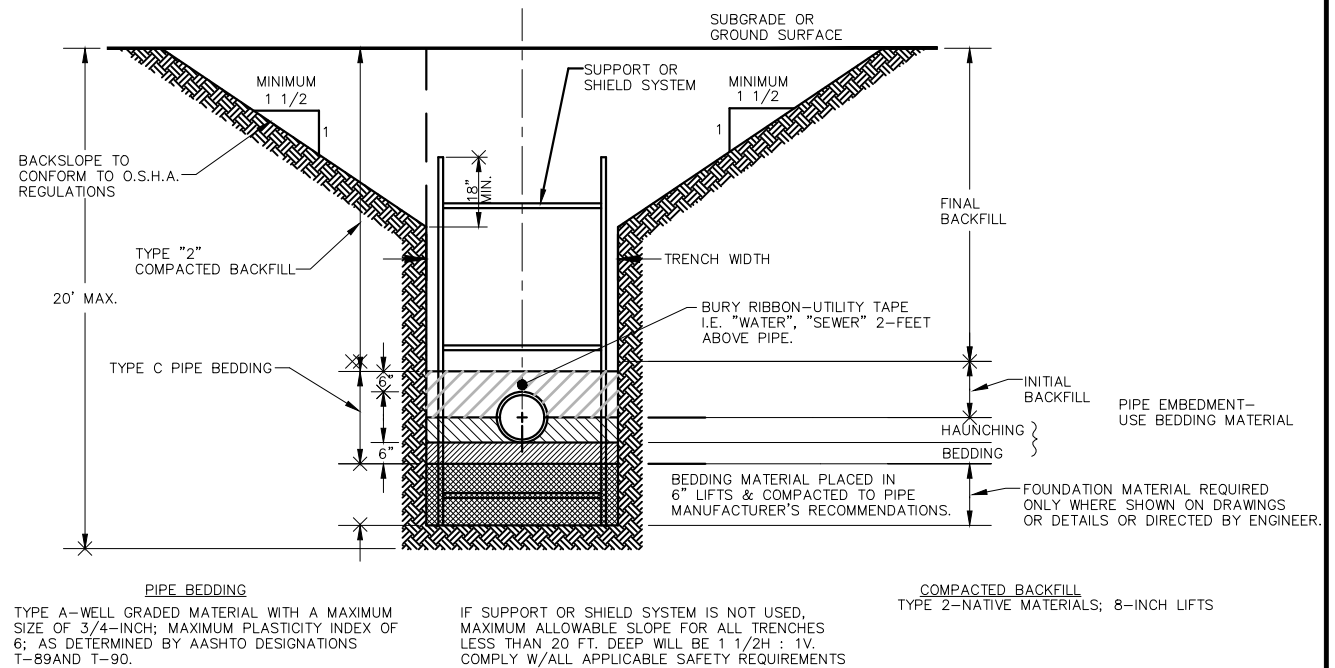 SUBGRADE OR
GROUND SURFACE
MINIMUM
1 1/2
1
SUPPORT OR
SHIELD SYSTEM
MINIMUM
1 1/2
1
BACKSLOPE TO
CONFORM TO O.S.H.A.
REGULATIONS
18"
MIN.
FINAL
BACKFILL
TYPE "2"
COMPACTED BACKFILL
TRENCH WIDTH
20' MAX.
BURY RIBBON-UTILITY TAPE
I.E. "WATER", "SEWER" 2-FEET
ABOVE PIPE.
TYPE C PIPE BEDDING
6"
INITIAL
BACKFILL
PIPE EMBEDMENT-
USE BEDDING MATERIAL
HAUNCHING
6"
BEDDING
BEDDING MATERIAL PLACED IN
6" LIFTS & COMPACTED TO PIPE
MANUFACTURER'S RECOMMENDATIONS.
FOUNDATION MATERIAL REQUIRED
ONLY WHERE SHOWN ON DRAWINGS
OR DETAILS OR DIRECTED BY ENGINEER.
PIPE BEDDING
TYPE A-WELL GRADED MATERIAL WITH A MAXIMUM
SIZE OF 3/4-INCH; MAXIMUM PLASTICITY INDEX OF
6; AS DETERMINED BY AASHTO DESIGNATIONS
T-89AND T-90.
IF SUPPORT OR SHIELD SYSTEM IS NOT USED,
MAXIMUM ALLOWABLE SLOPE FOR ALL TRENCHES
LESS THAN 20 FT. DEEP WILL BE 1 1/2H : 1V.
COMPLY W/ALL APPLICABLE SAFETY REQUIREMENTS
COMPACTED BACKFILL
TYPE 2-NATIVE MATERIALS; 8-INCH LIFTS